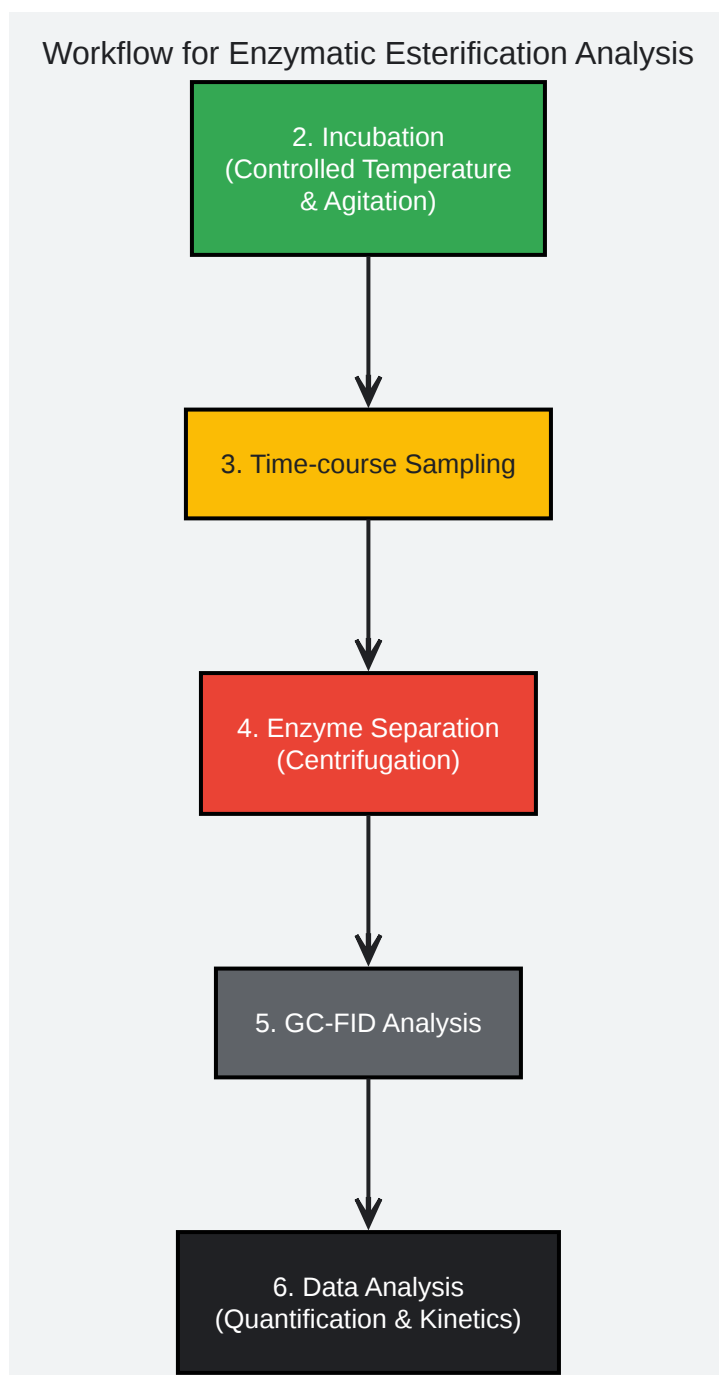 Workflow for Enzymatic Esterification Analysis
2. Incubation
(Controlled Temperature
& Agitation)
3. Time-course Sampling
4. Enzyme Separation
(Centrifugation)
5. GC-FID Analysis
6. Data Analysis
(Quantification & Kinetics)